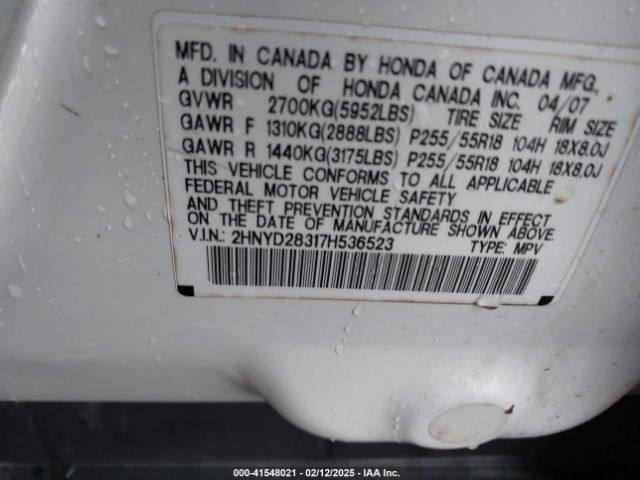 MFD. IN CANADA BY HONDA OF CANADA MFG.,
A DIVISION OF HONDA CANADA INC. 04/07
GVWR 2700KG(5952LBS) TIRE SIZE RIM SIZE
GAWR F 1310KG(2888LBS) P255/55R18 104H 18X8.0J
GAWR R 1440KG(3175LBS) P255/55R18 104H 18X8.0J
THIS VEHICLE CONFORMS TO ALL APPLICABLE
FEDERAL MOTOR VEHICLE SAFETY
AND THEFT PREVENTION STANDARDS IN EFFECT
ON THE DATE OF MANUFACTURE SHOWN ABOVE.
V.I.N.: 2HNYD28317H536523 TYPE: MPV
000-41548021 - 02/12/2025 - IAA Inc.